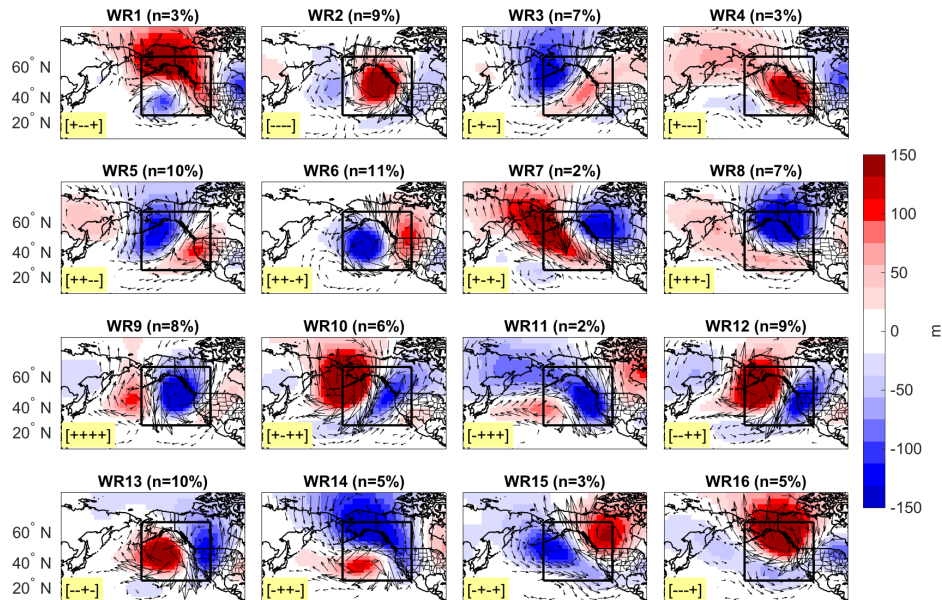 WR1 (n=3%) WR2 (n=9%) WR3 (n=7%) WR4 (n=3%)
60° N
40° N
20° N
[+--+] [----] [-+--] [+---]
WR5 (n=10%) WR6 (n=11%) WR7 (n=2%) WR8 (n=7%)
60° N
40° N
20° N
[++--] [++-+] [+-+-] [+++-]
WR9 (n=8%) WR10 (n=6%) WR11 (n=2%) WR12 (n=9%)
60° N
40° N
20° N
[++++] [+-++] [-+++] [--++]
WR13 (n=10%) WR14 (n=5%) WR15 (n=3%) WR16 (n=5%)
60° N
40° N
20° N
[--+-] [-++-] [-+-+] [---+]
150
100
50
0
-50
-100
-150
m